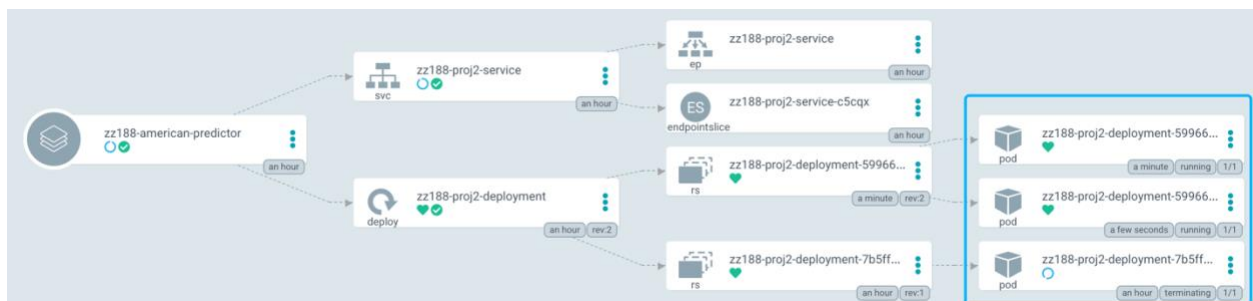 zz188-american-predictor
an hour
zz188-proj2-service
svc
an hour
zz188-proj2-deployment
deploy
an hour rev:2
zz188-proj2-service
ep
an hour
ES
zz188-proj2-service-c5cqx
endpointslice
an hour
zz188-proj2-deployment-59966...
rs
a minute rev:2
zz188-proj2-deployment-7b5ff...
rs
an hour rev:1
zz188-proj2-deployment-59966...
pod
a minute running 1/1
zz188-proj2-deployment-59966...
pod
a few seconds running 1/1
zz188-proj2-deployment-7b5ff...
pod
an hour terminating 1/1